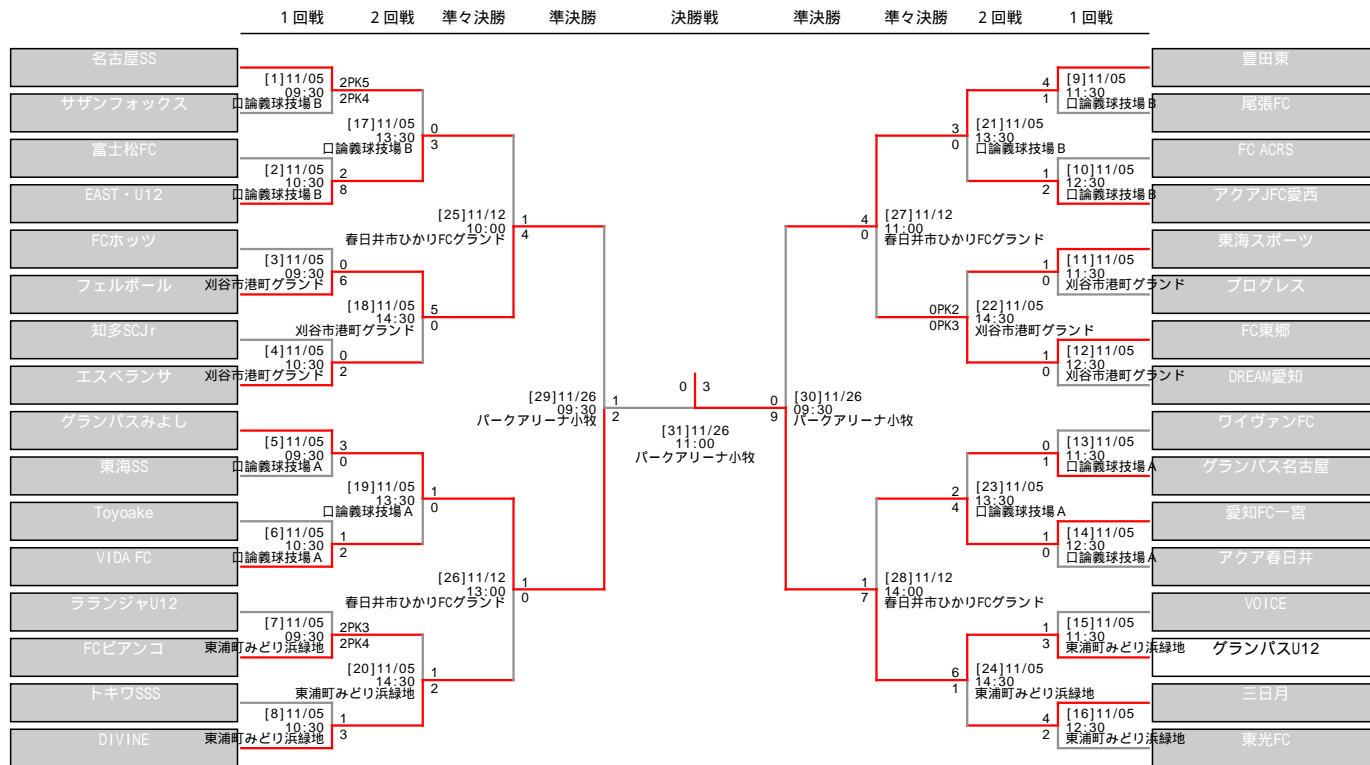 1回戦 2回戦 準々決勝 準決勝 決勝戦 準決勝 準々決勝 2回戦 1回戦
名古屋SS
[1]11/05
09:30
口論義球技場B
2PK5
2PK4
サザンフォックス
[17]11/05
13:30
口論義球技場B
0
3
富士松FC
[2]11/05
10:30
口論義球技場B
2
8
EAST・U12
[25]11/12
10:00
春日井市ひかりFCグランド
1
4
FCホッツ
[3]11/05
09:30
刈谷市港町グランド
0
6
フェルボール
[18]11/05
14:30
刈谷市港町グランド
5
0
知多SCJr
[4]11/05
10:30
刈谷市港町グランド
0
2
エスペランサ
[29]11/26
09:30
パークアリーナ小牧
1
2
グランパスみよし
[5]11/05
09:30
口論義球技場A
3
0
東海SS
[19]11/05
13:30
口論義球技場A
1
0
Toyoake
[6]11/05
10:30
口論義球技場A
1
2
VIDA FC
[26]11/12
13:00
春日井市ひかりFCグランド
1
0
ラランジャU12
[7]11/05
09:30
東浦町みどり浜緑地
2PK3
2PK4
FCビアンコ
[20]11/05
14:30
東浦町みどり浜緑地
1
2
トキワSSS
[8]11/05
10:30
東浦町みどり浜緑地
1
3
DIVINE
0 3
[31]11/26
11:00
パークアリーナ小牧
豊田東
4
1
[9]11/05
11:30
口論義球技場B
尾張FC
3
0
[21]11/05
13:30
口論義球技場B
FC ACRS
1
2
[10]11/05
12:30
口論義球技場B
アクアJFC愛西
4
0
[27]11/12
11:00
春日井市ひかりFCグランド
東海スポーツ
1
0
[11]11/05
11:30
刈谷市港町グランド
プログレス
0PK2
0PK3
[22]11/05
14:30
刈谷市港町グランド
FC東郷
1
0
[12]11/05
12:30
刈谷市港町グランド
DREAM愛知
0
9
[30]11/26
09:30
パークアリーナ小牧
ワイヴァンFC
0
1
[13]11/05
11:30
口論義球技場A
グランパス名古屋
2
4
[23]11/05
13:30
口論義球技場A
愛知FC一宮
1
0
[14]11/05
12:30
口論義球技場A
アクア春日井
1
7
[28]11/12
14:00
春日井市ひかりFCグランド
VOICE
1
3
[15]11/05
11:30
東浦町みどり浜緑地
グランパスU12
6
1
[24]11/05
14:30
東浦町みどり浜緑地
三日月
4
2
[16]11/05
12:30
東浦町みどり浜緑地
東光FC